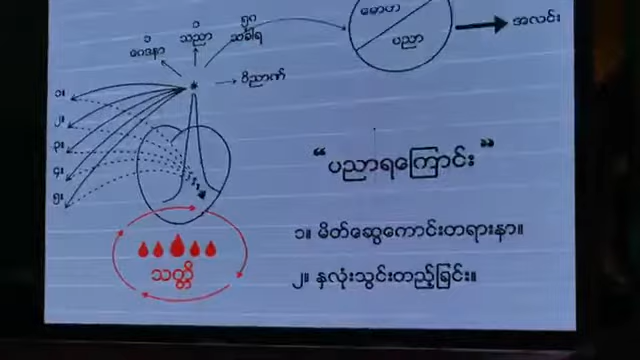 ၁
ဝေဒနာ
၁
သညာ
၅၀
သင်္ခါရ
ဝိညာဏ်
မောဟ
ပညာ
အလင်း
၁။
၂။
၃။
၄။
၅။
သတ္တိ
“ပညာရကြောင်း”
၁။ မိတ်ဆွေကောင်းတရားနာ။
၂။ နှလုံးသွင်းတည့်ခြင်း။